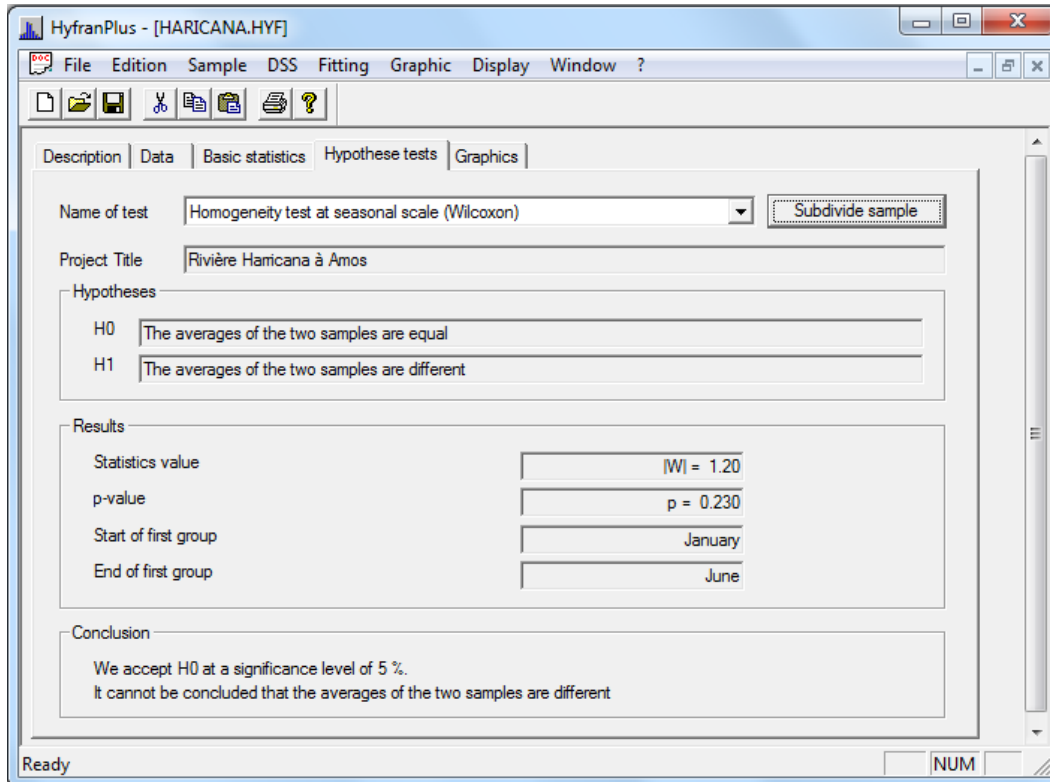 HyfranPlus - [HARICANA.HYF]
DOC File Edition Sample DSS Fitting Graphic Display Window ?
Description Data Basic statistics Hypothese tests Graphics
Name of test Homogeneity test at seasonal scale (Wilcoxon) Subdivide sample
Project Title Rivière Harricana à Amos
Hypotheses
H0 The averages of the two samples are equal
H1 The averages of the two samples are different
Results
Statistics value |W| = 1.20
p-value p = 0.230
Start of first group January
End of first group June
Conclusion
We accept H0 at a significance level of 5 %.
It cannot be concluded that the averages of the two samples are different
Ready NUM